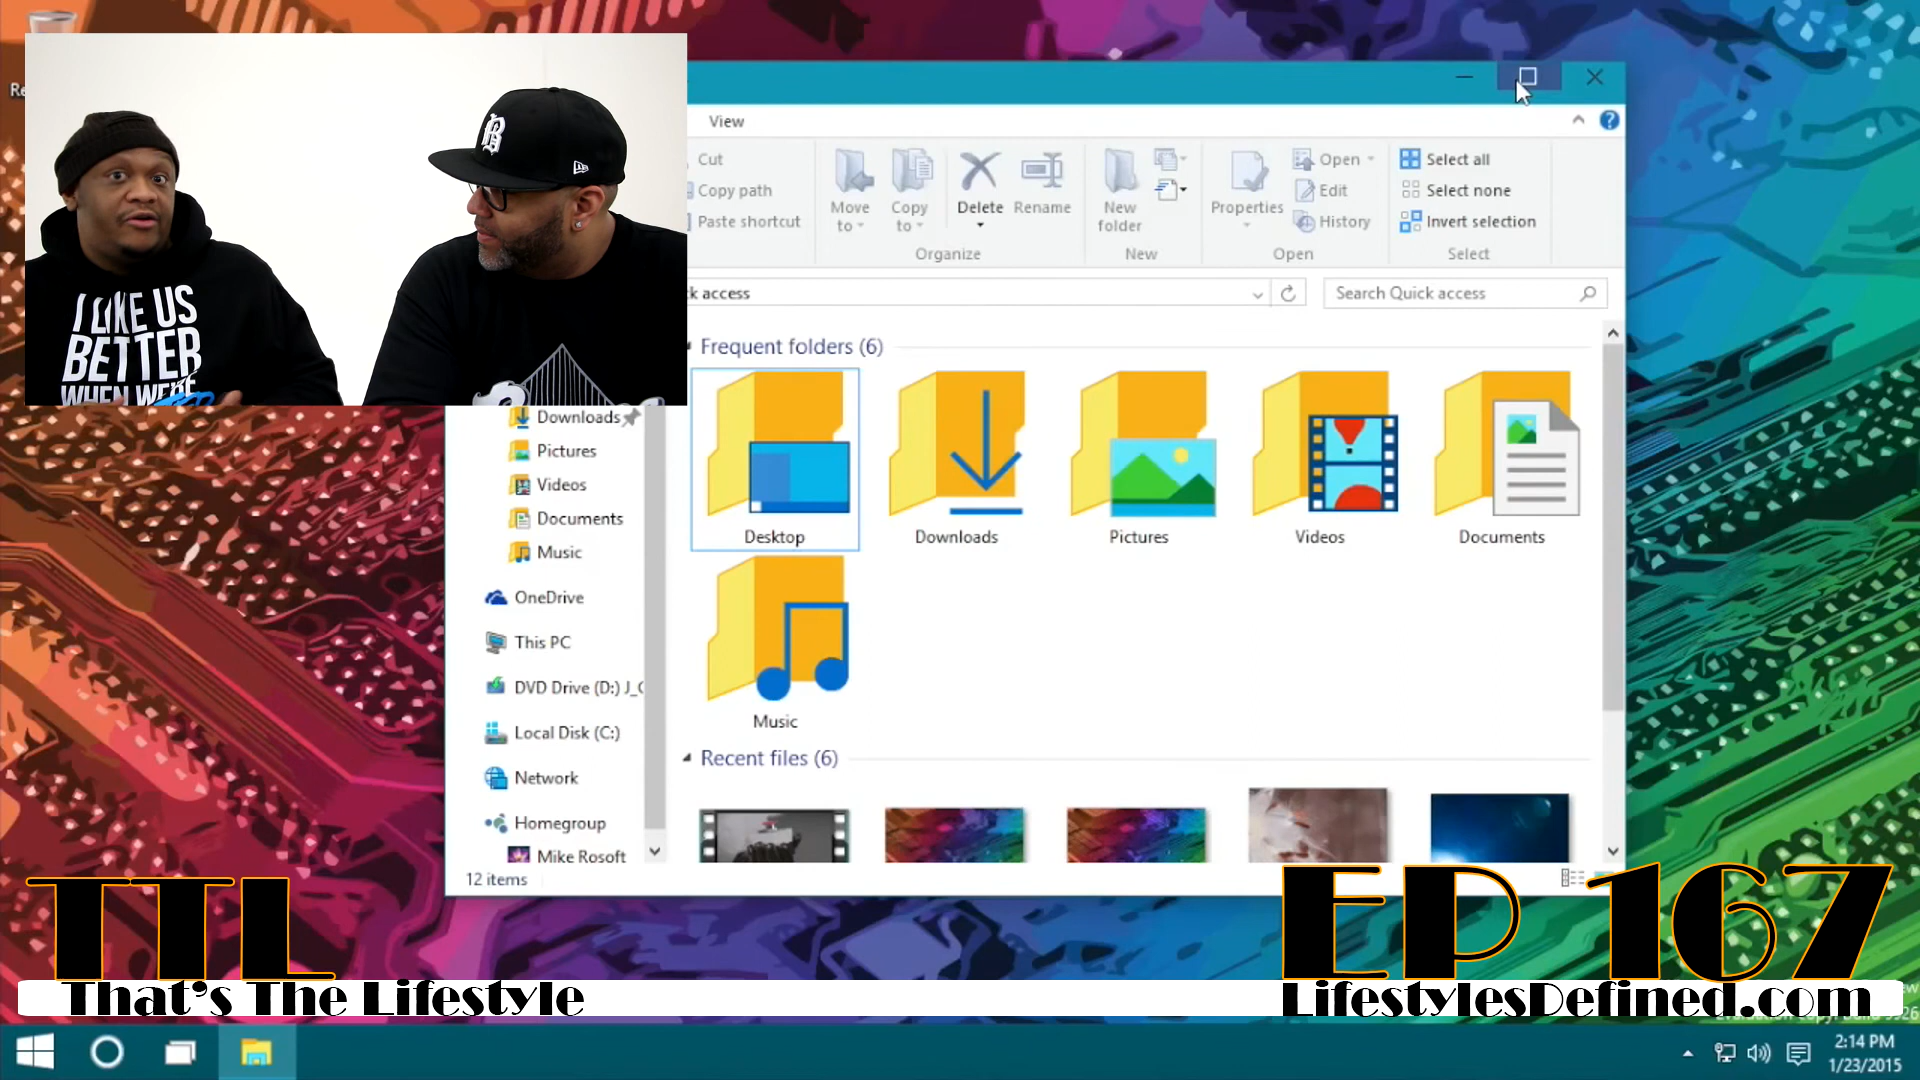 I LIKE US
BETTER
WHEN WE'RE
View
Cut
Copy path
Paste shortcut
Move to
Copy to
Delete
Rename
New folder
Properties
Open
Edit
History
Select all
Select none
Invert selection
Organize
New
Open
Select
k access
Search Quick access
Frequent folders (6)
Downloads
Pictures
Videos
Documents
Music
OneDrive
This PC
DVD Drive (D:) J_
Local Disk (C:)
Network
Homegroup
Mike Rosoft
Desktop
Downloads
Pictures
Videos
Documents
Music
Recent files (6)
12 items
TTL
That's The Lifestyle
EP 167
LifestylesDefined.com
2:14 PM
1/23/2015